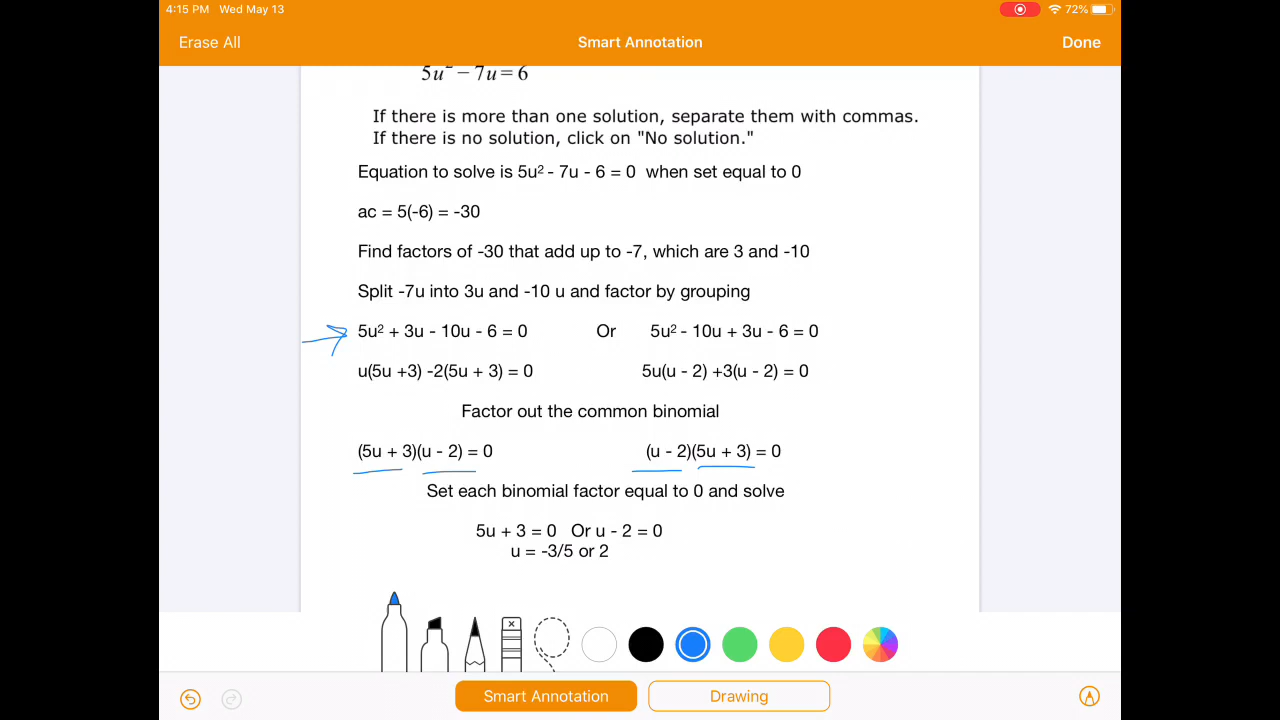 4:15 PM Wed May 13
72%
Erase All
Smart Annotation
Done
5u² − 7u = 6
If there is more than one solution, separate them with commas.
If there is no solution, click on "No solution."
Equation to solve is 5u² - 7u - 6 = 0 when set equal to 0
ac = 5(-6) = -30
Find factors of -30 that add up to -7, which are 3 and -10
Split -7u into 3u and -10 u and factor by grouping
5u² + 3u - 10u - 6 = 0 Or 5u² - 10u + 3u - 6 = 0
u(5u +3) -2(5u + 3) = 0 5u(u - 2) +3(u - 2) = 0
Factor out the common binomial
(5u + 3)(u - 2) = 0 (u - 2)(5u + 3) = 0
Set each binomial factor equal to 0 and solve
5u + 3 = 0 Or u - 2 = 0
u = -3/5 or 2
Smart Annotation
Drawing